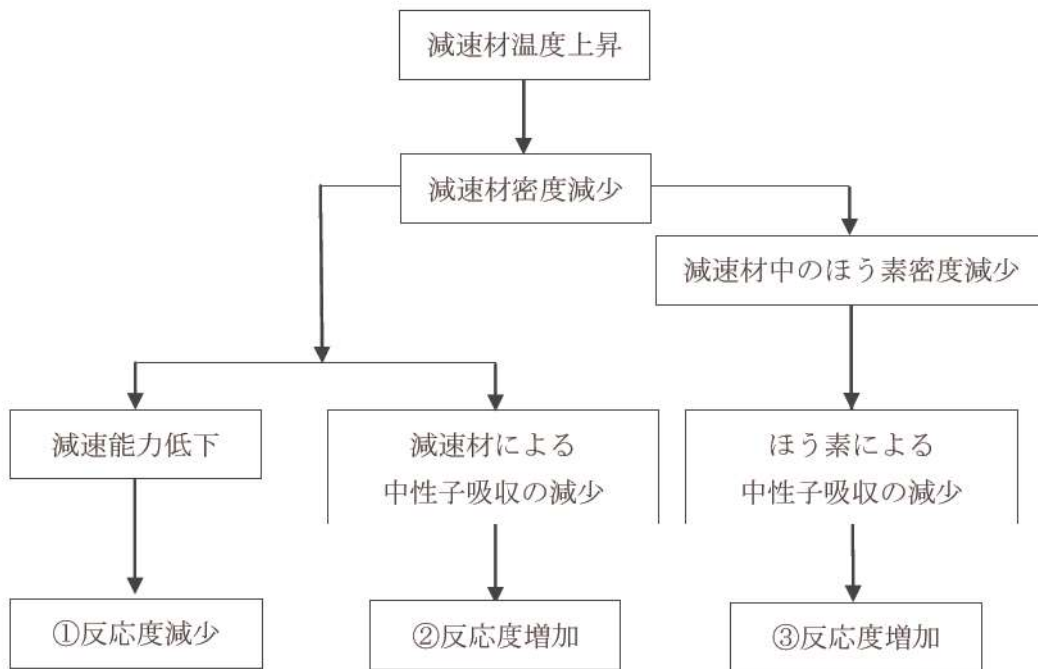 減速材温度上昇
減速材密度減少
減速材中のほう素密度減少
減速能力低下
減速材による
中性子吸収の減少
ほう素による
中性子吸収の減少
①反応度減少
②反応度増加
③反応度増加